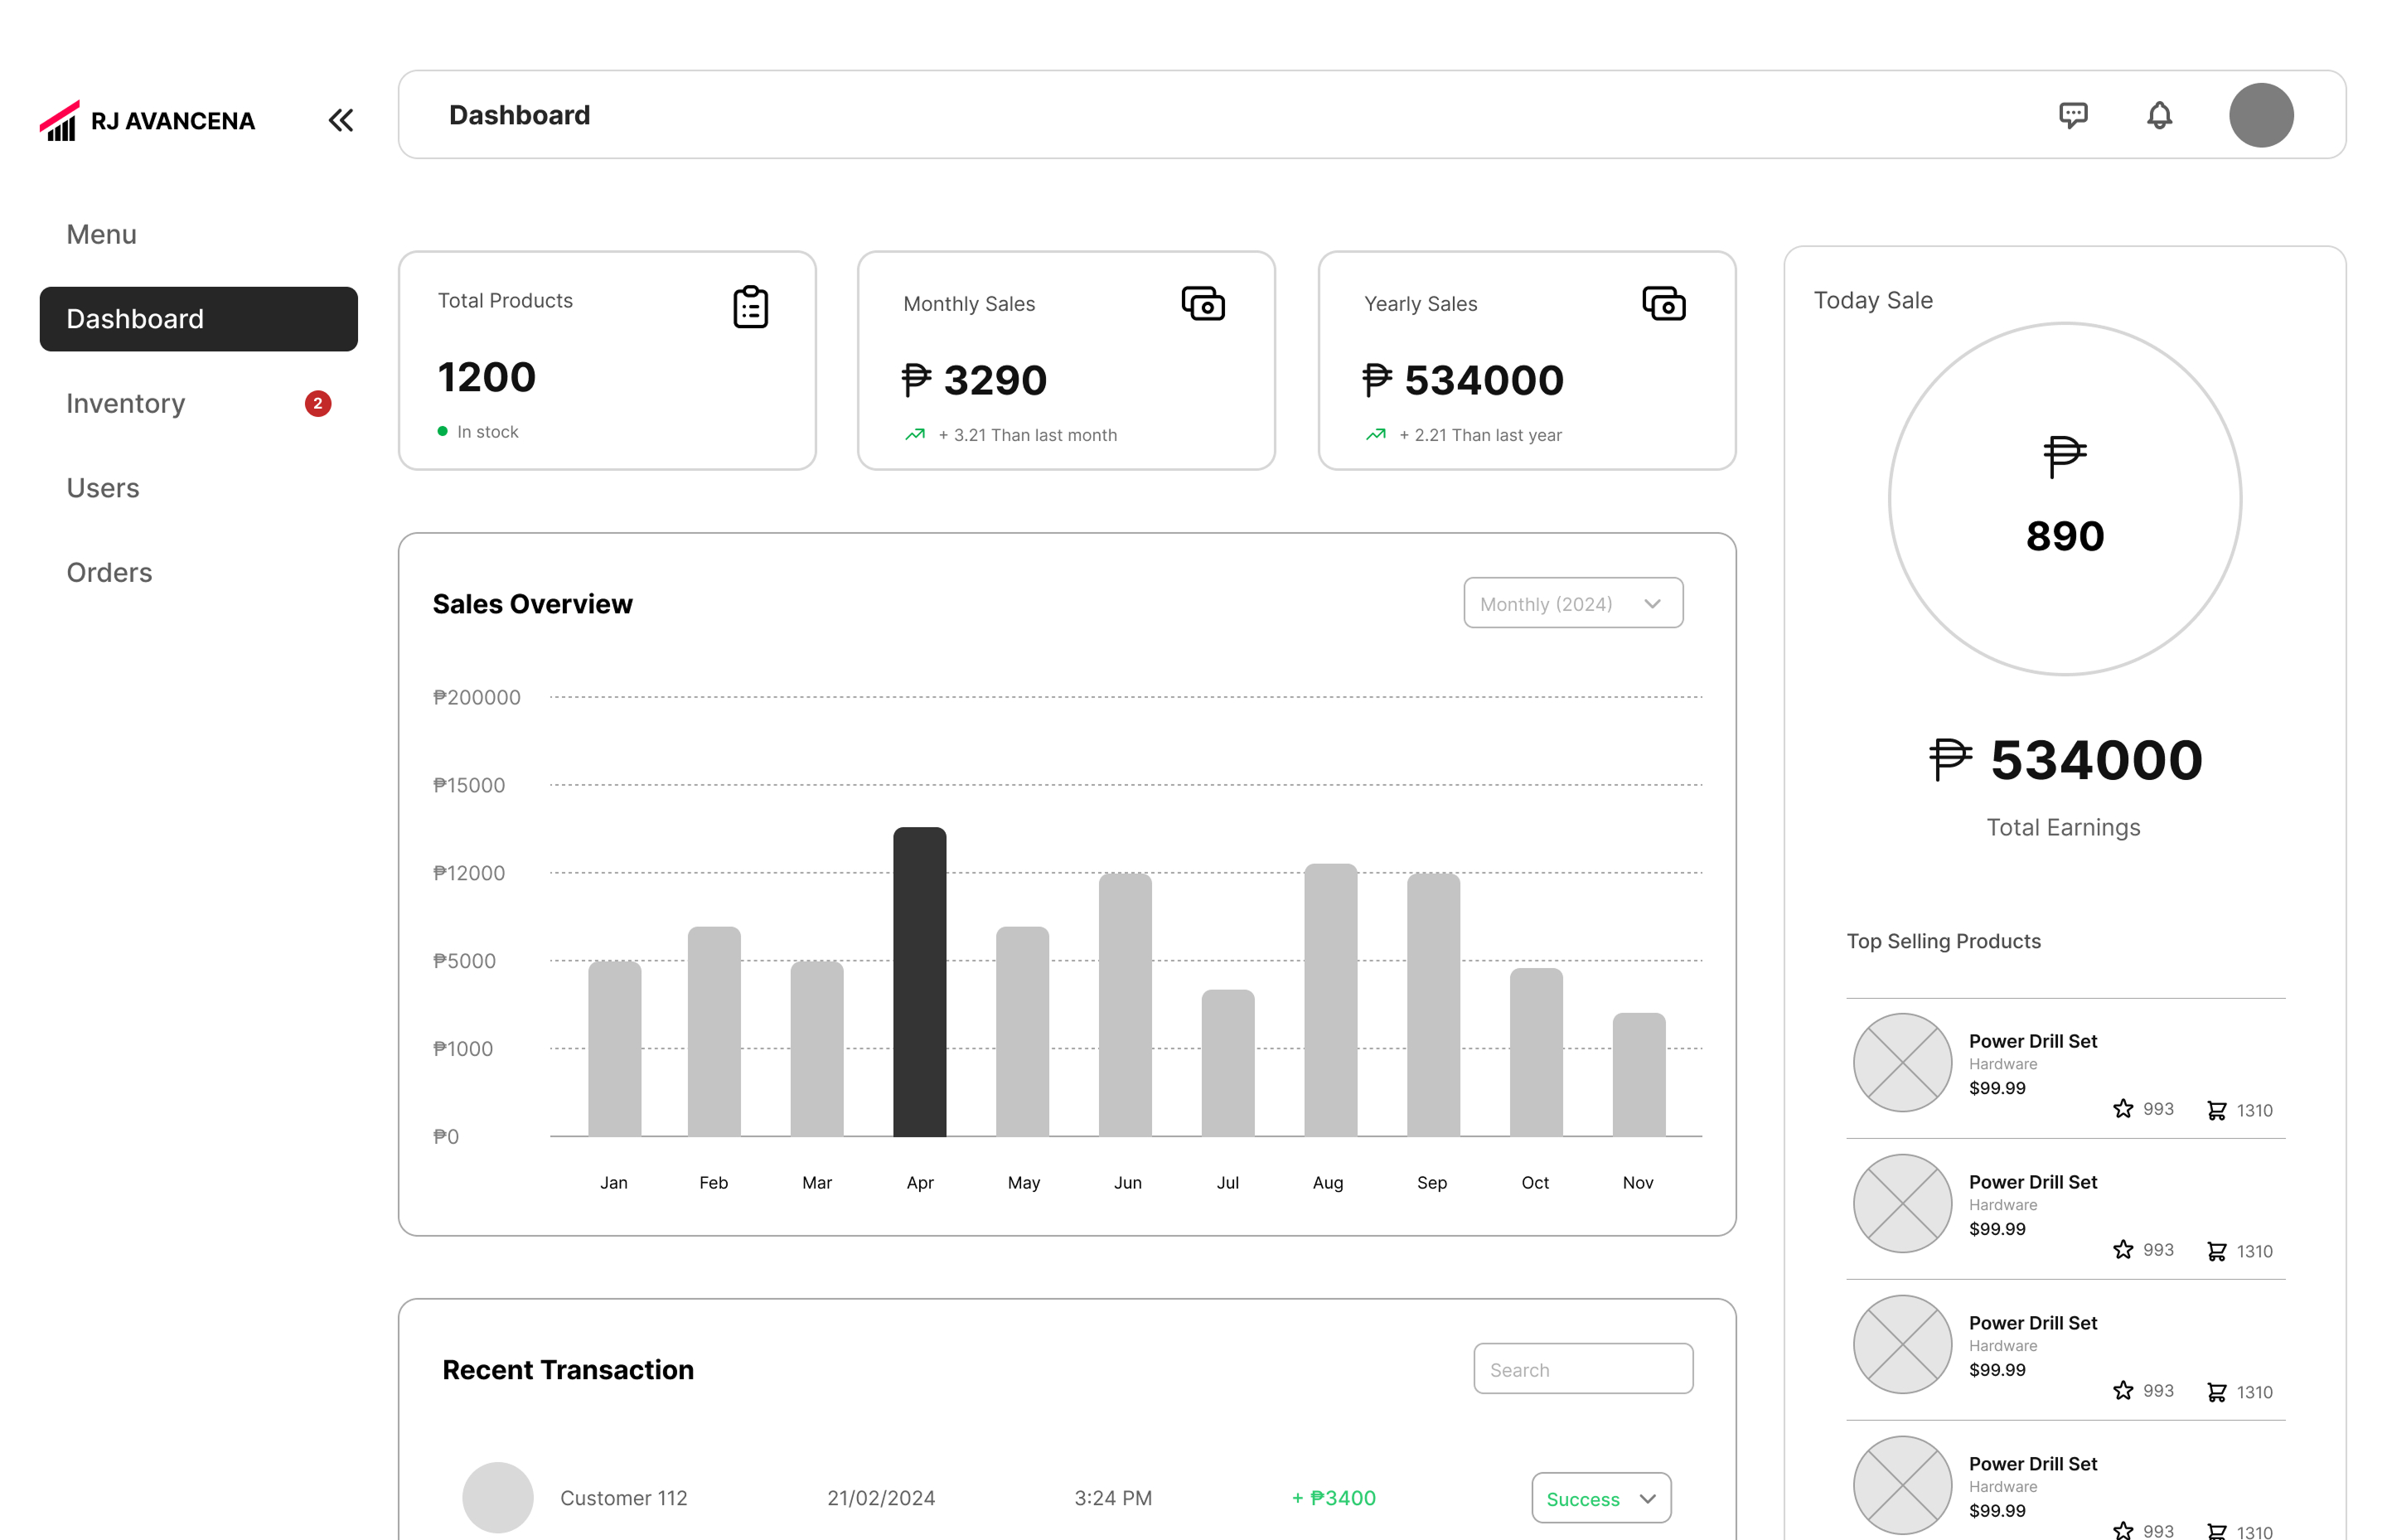 RJ AVANCENA
Dashboard
Menu
Dashboard
Inventory
2
Users
Orders
Total Products
1200
In stock
Monthly Sales
₱ 3290
+ 3.21 Than last month
Yearly Sales
₱ 534000
+ 2.21 Than last year
Sales Overview
Monthly (2024)
₱200000
₱15000
₱12000
₱5000
₱1000
₱0
Jan Feb Mar Apr May Jun Jul Aug Sep Oct Nov
Recent Transaction
Search
Customer 112 21/02/2024 3:24 PM + ₱3400 Success
Today Sale
₱
890
₱ 534000
Total Earnings
Top Selling Products
Power Drill Set
Hardware
$99.99
993 1310
Power Drill Set
Hardware
$99.99
993 1310
Power Drill Set
Hardware
$99.99
993 1310
Power Drill Set
Hardware
$99.99
993 1310